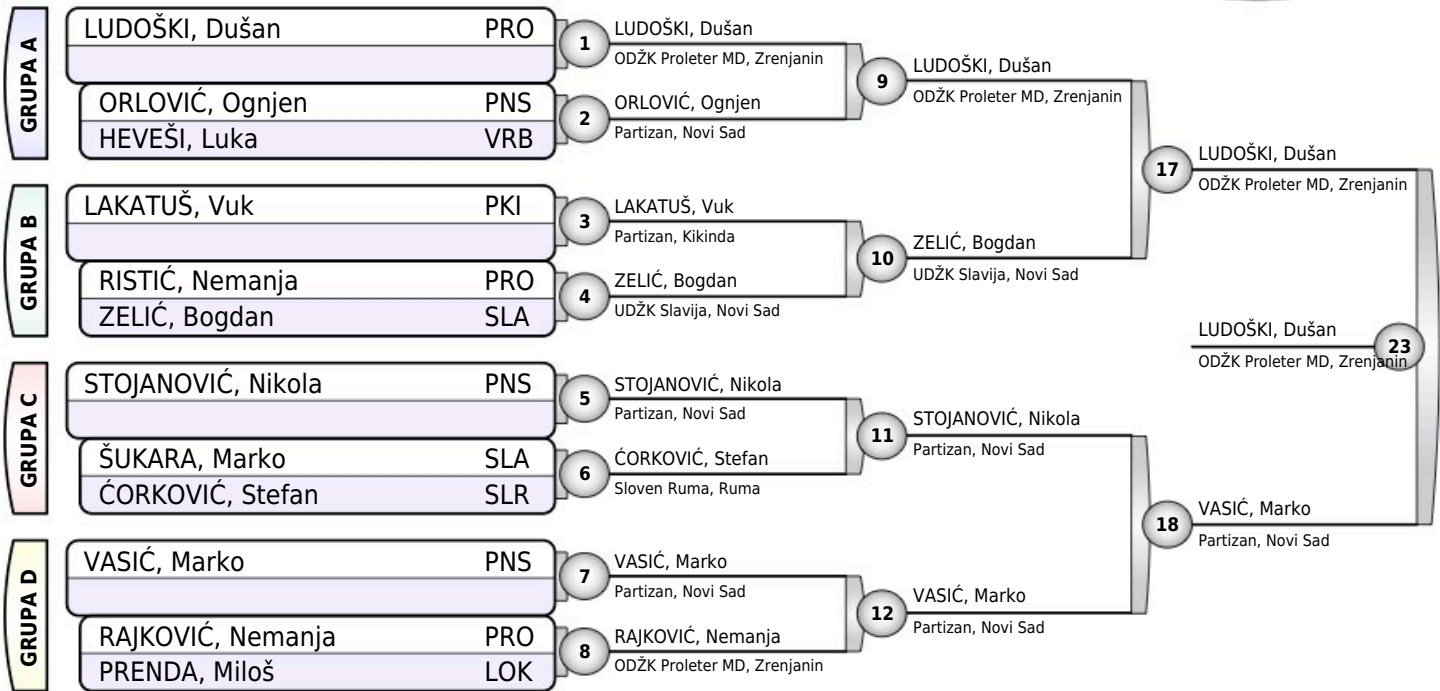 GRUPA A
LUDOŠKI, Dušan PRO
ORLOVIĆ, Ognjen PNS
HEVEŠI, Luka VRB
GRUPA B
LAKATUŠ, Vuk PKI
RISTIĆ, Nemanja PRO
ZELIĆ, Bogdan SLA
GRUPA C
STOJANOVIĆ, Nikola PNS
ŠUKARA, Marko SLA
ĆORKOVIĆ, Stefan SLR
GRUPA D
VASIĆ, Marko PNS
RAJKOVIĆ, Nemanja PRO
PRENDA, Miloš LOK
1
LUDOŠKI, Dušan
ODŽK Proleter MD, Zrenjanin
2
ORLOVIĆ, Ognjen
Partizan, Novi Sad
3
LAKATUŠ, Vuk
Partizan, Kikinda
4
ZELIĆ, Bogdan
UDŽK Slavija, Novi Sad
5
STOJANOVIĆ, Nikola
Partizan, Novi Sad
6
ĆORKOVIĆ, Stefan
Sloven Ruma, Ruma
7
VASIĆ, Marko
Partizan, Novi Sad
8
RAJKOVIĆ, Nemanja
ODŽK Proleter MD, Zrenjanin
9
LUDOŠKI, Dušan
ODŽK Proleter MD, Zrenjanin
10
ZELIĆ, Bogdan
UDŽK Slavija, Novi Sad
11
STOJANOVIĆ, Nikola
Partizan, Novi Sad
12
VASIĆ, Marko
Partizan, Novi Sad
17
LUDOŠKI, Dušan
ODŽK Proleter MD, Zrenjanin
18
VASIĆ, Marko
Partizan, Novi Sad
LUDOŠKI, Dušan
23
ODŽK Proleter MD, Zrenjanin